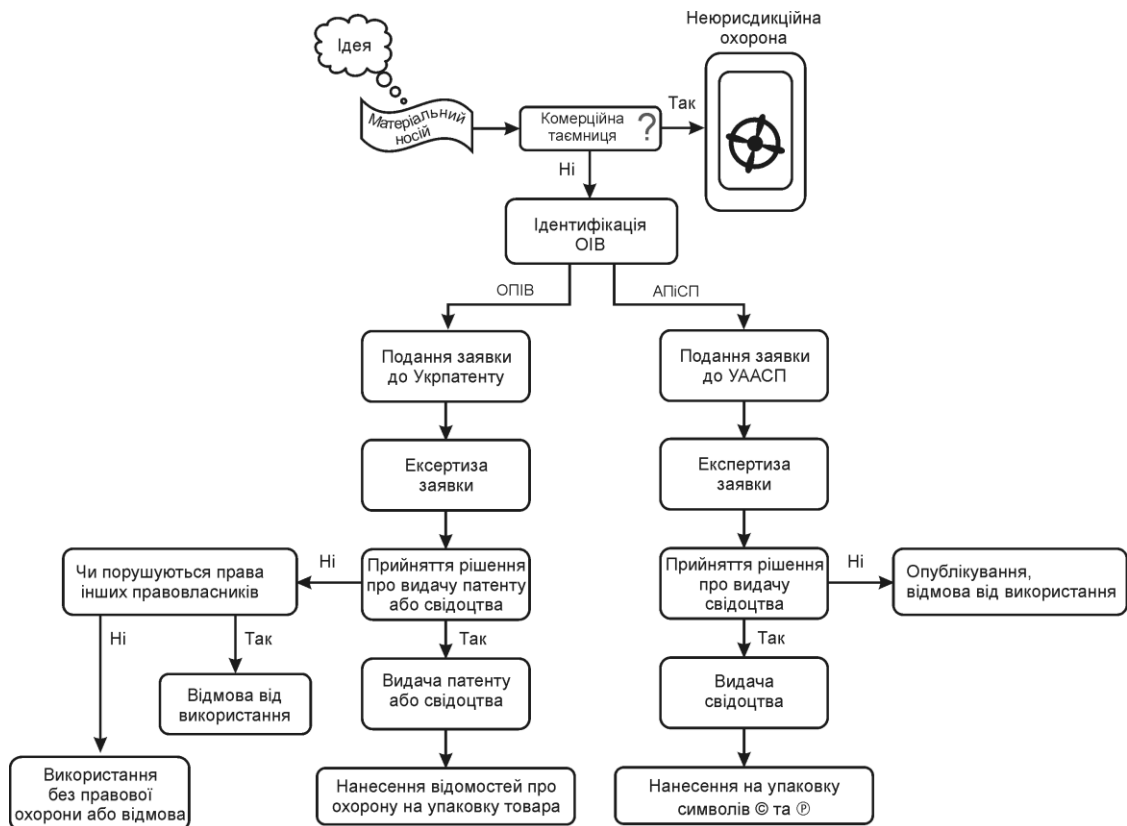 Ідея
Матеріальний
носій
Комерційна
таємниця ?
Так
Неюрисдикційна
охорона
Ні
Ідентифікація
ОІВ
ОПІВ
АПіСП
Подання заявки
до Укрпатенту
Подання заявки
до УААСП
Ексертиза
заявки
Експертиза
заявки
Чи порушуються права
інших правовласників
Ні
Прийняття рішення
про видачу патенту
або свідоцтва
Прийняття рішення
про видачу
свідоцтва
Ні
Опублікування,
відмова від використання
Ні
Так
Так
Так
Відмова від
використання
Видача патенту
або свідоцтва
Видача
свідоцтва
Використання
без правової
охорони або відмова
Нанесення відомостей про
охорону на упаковку товара
Нанесення на упаковку
символів © та ℗